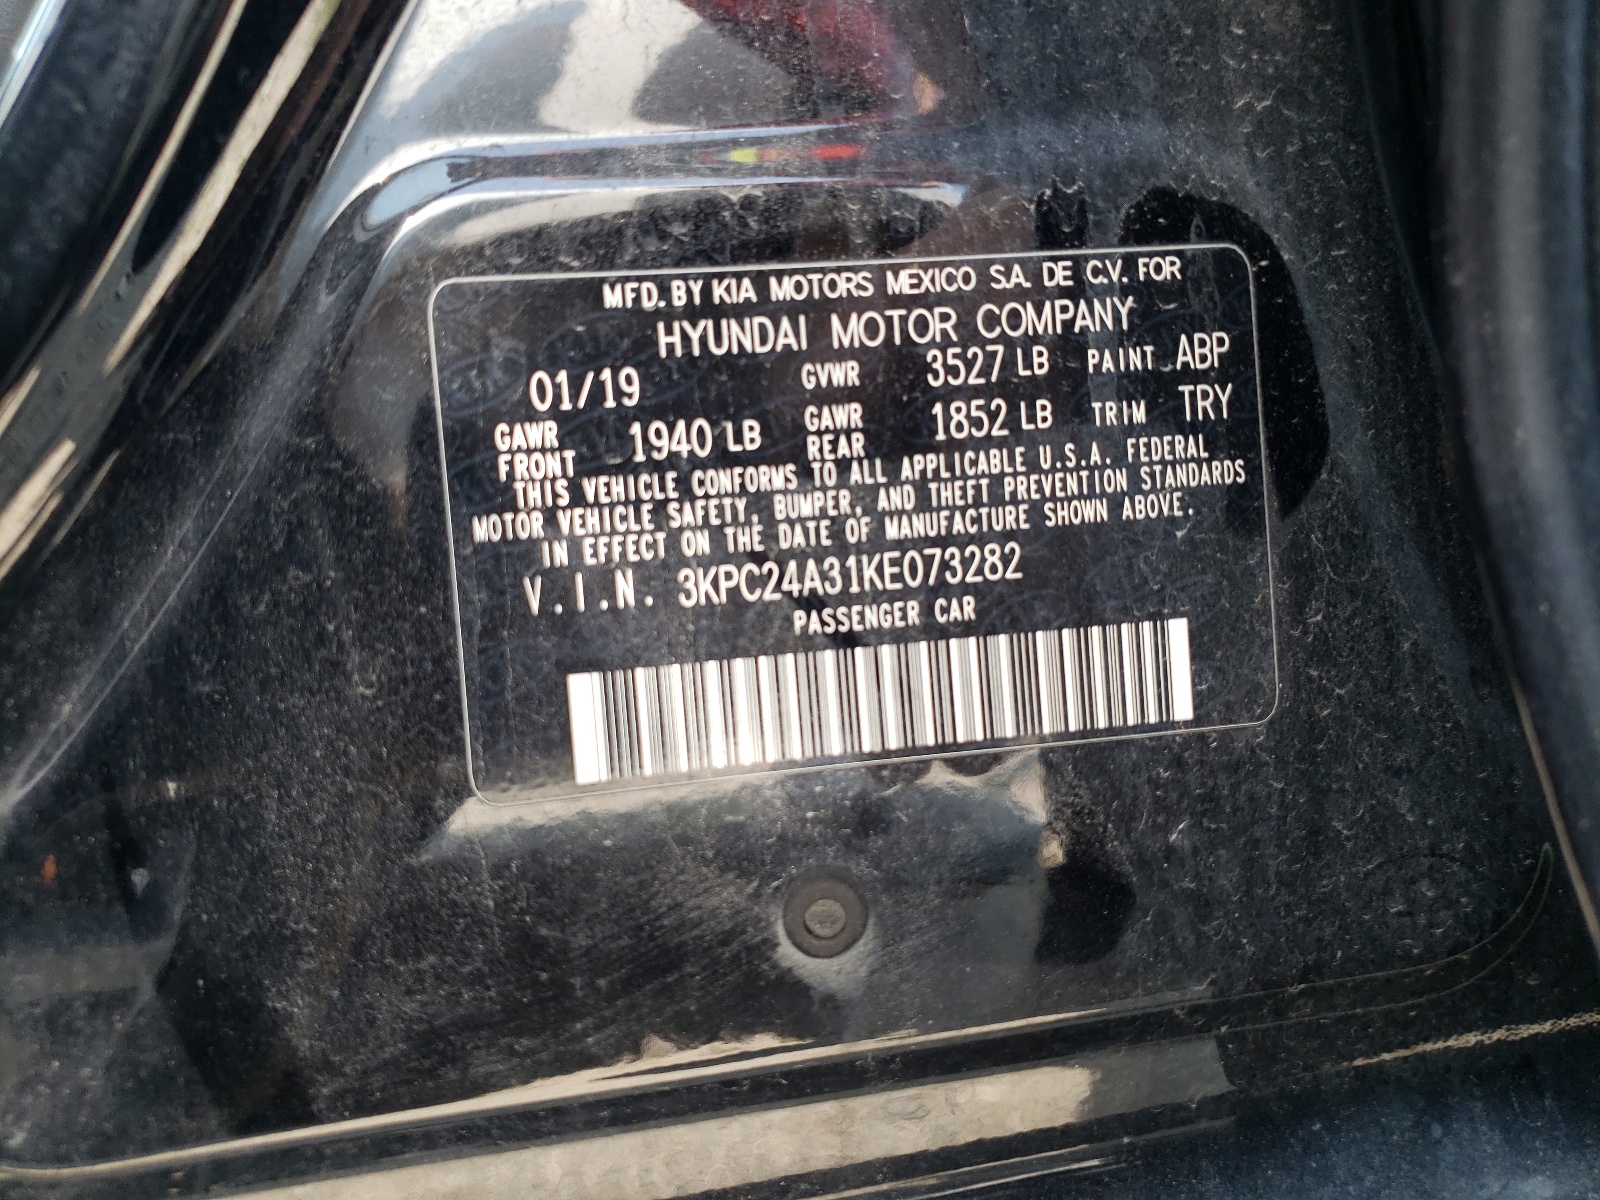 MFD. BY KIA MOTORS MEXICO S.A. DE C.V. FOR
HYUNDAI MOTOR COMPANY
01/19 GVWR 3527 LB PAINT ABP
GAWR FRONT 1940 LB GAWR REAR 1852 LB TRIM TRY
THIS VEHICLE CONFORMS TO ALL APPLICABLE U.S.A. FEDERAL
MOTOR VEHICLE SAFETY, BUMPER, AND THEFT PREVENTION STANDARDS
IN EFFECT ON THE DATE OF MANUFACTURE SHOWN ABOVE.
V.I.N. 3KPC24A31KE073282
PASSENGER CAR